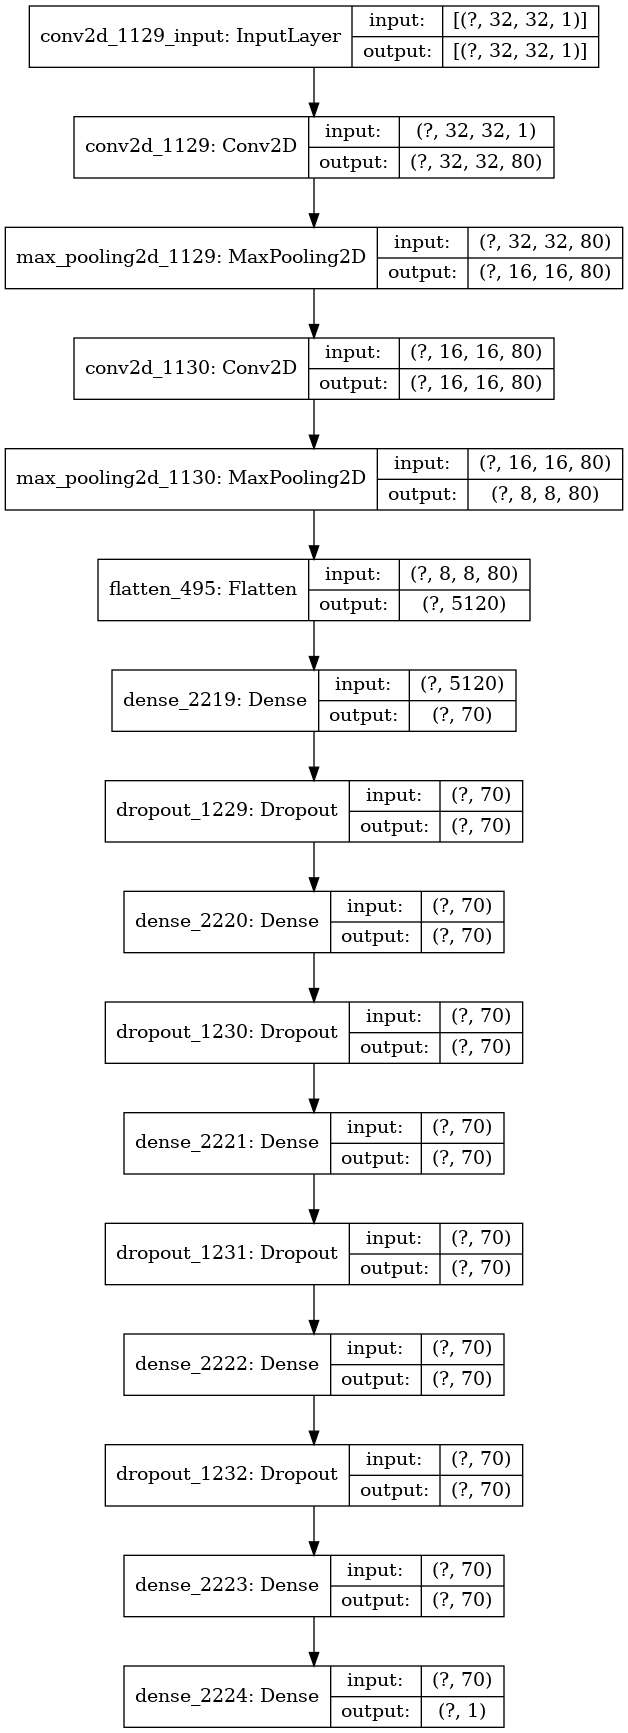 conv2d_1129_input: InputLayer
input: [(?, 32, 32, 1)]
output: [(?, 32, 32, 1)]
conv2d_1129: Conv2D
input: (?, 32, 32, 1)
output: (?, 32, 32, 80)
max_pooling2d_1129: MaxPooling2D
input: (?, 32, 32, 80)
output: (?, 16, 16, 80)
conv2d_1130: Conv2D
input: (?, 16, 16, 80)
output: (?, 16, 16, 80)
max_pooling2d_1130: MaxPooling2D
input: (?, 16, 16, 80)
output: (?, 8, 8, 80)
flatten_495: Flatten
input: (?, 8, 8, 80)
output: (?, 5120)
dense_2219: Dense
input: (?, 5120)
output: (?, 70)
dropout_1229: Dropout
input: (?, 70)
output: (?, 70)
dense_2220: Dense
input: (?, 70)
output: (?, 70)
dropout_1230: Dropout
input: (?, 70)
output: (?, 70)
dense_2221: Dense
input: (?, 70)
output: (?, 70)
dropout_1231: Dropout
input: (?, 70)
output: (?, 70)
dense_2222: Dense
input: (?, 70)
output: (?, 70)
dropout_1232: Dropout
input: (?, 70)
output: (?, 70)
dense_2223: Dense
input: (?, 70)
output: (?, 70)
dense_2224: Dense
input: (?, 70)
output: (?, 1)